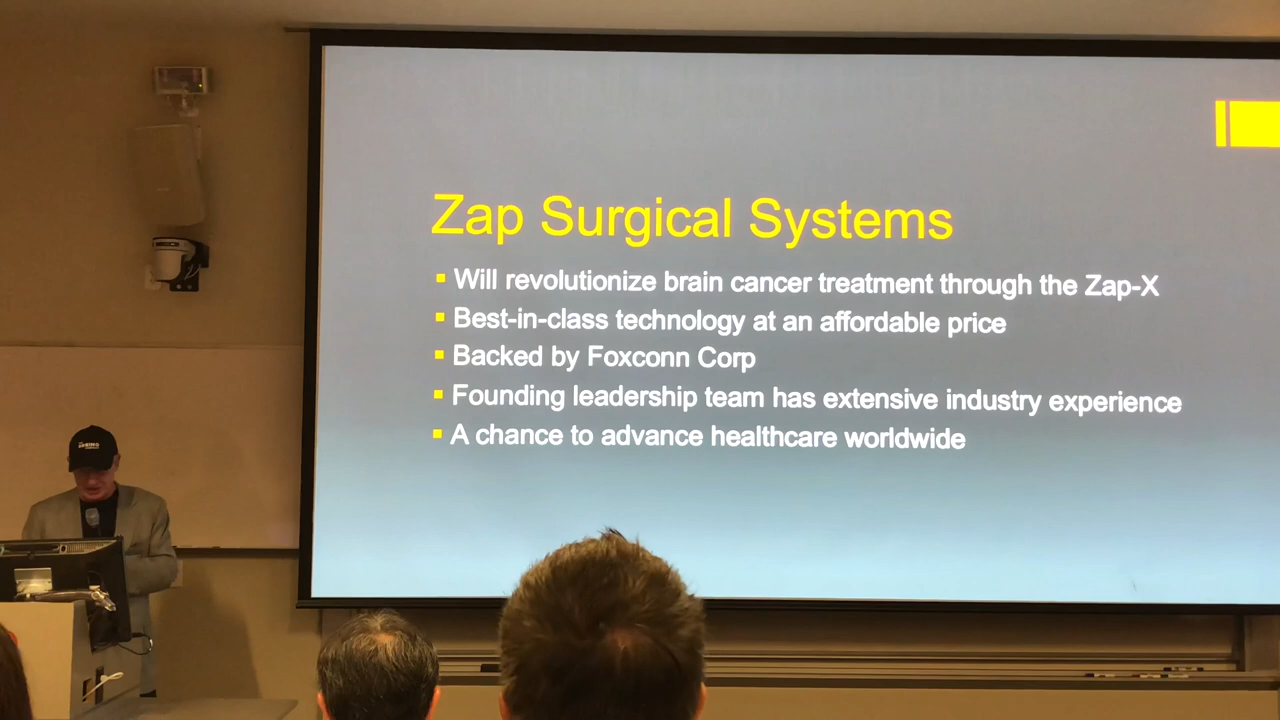 Zap Surgical Systems
Will revolutionize brain cancer treatment through the Zap-X
Best-in-class technology at an affordable price
Backed by Foxconn Corp
Founding leadership team has extensive industry experience
A chance to advance healthcare worldwide